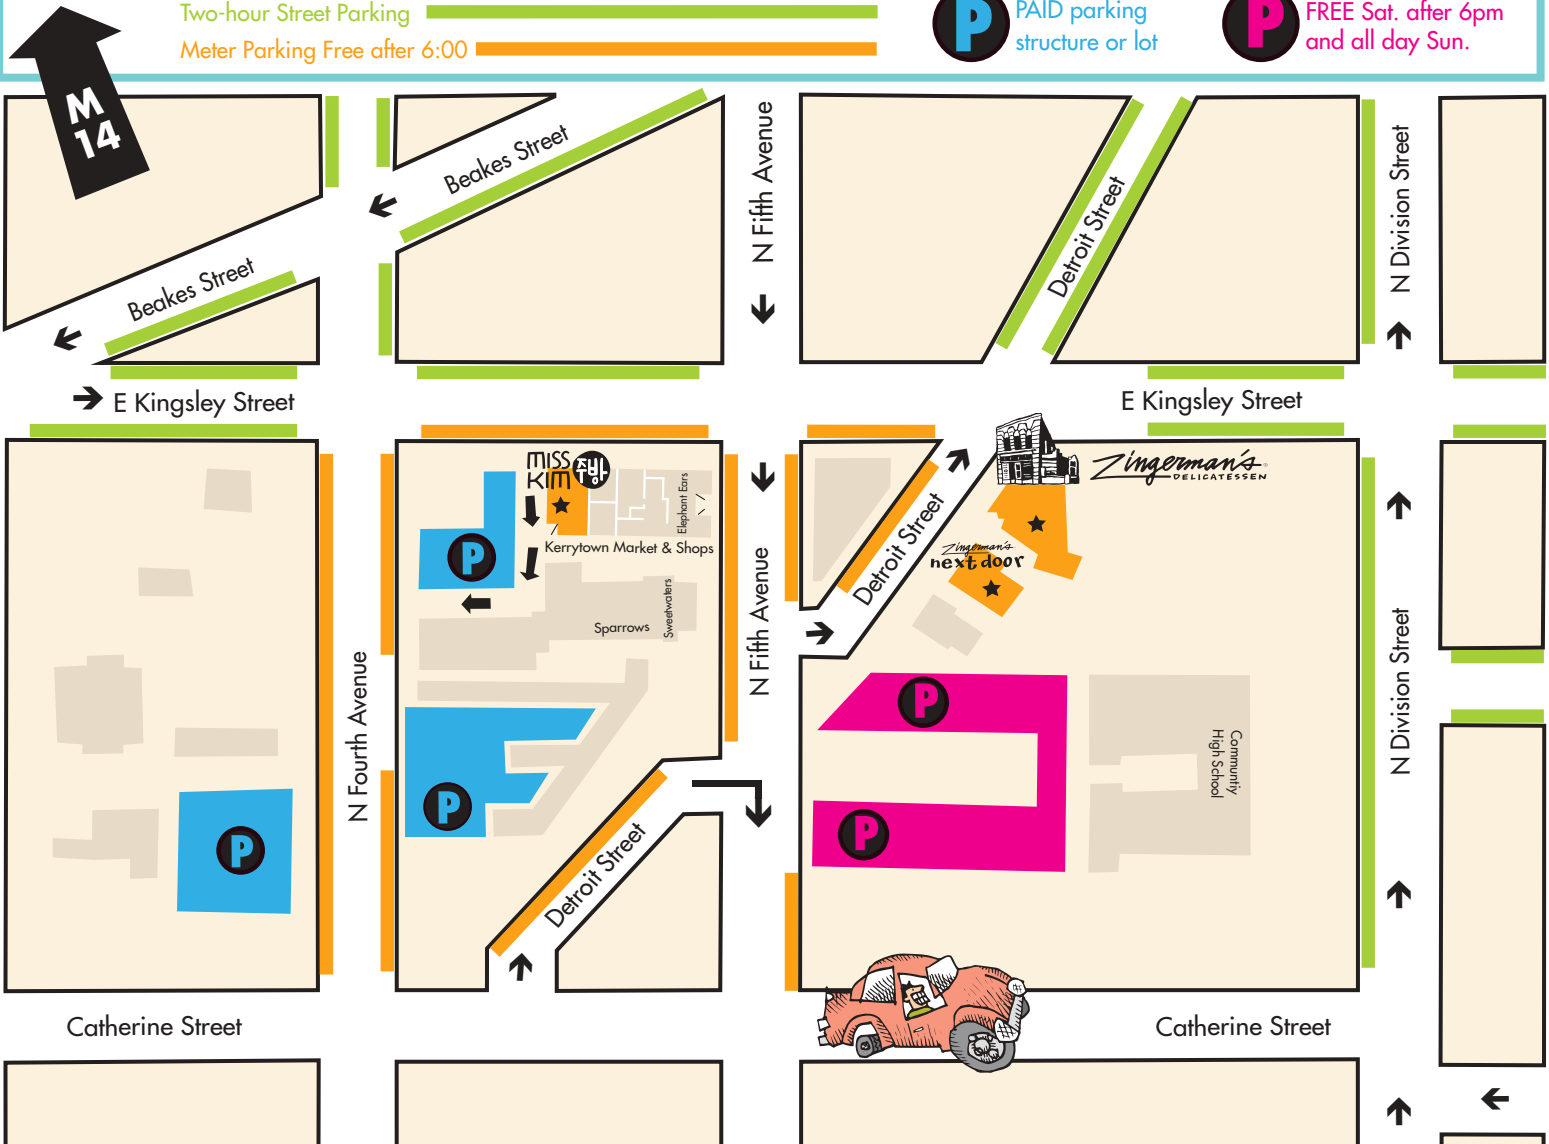 Two-hour Street Parking
Meter Parking Free after 6:00
P
PAID parking
structure or lot
P
FREE Sat. after 6pm
and all day Sun.
M
14
Beakes Street
Beakes Street
N Fifth Avenue
Detroit Street
N Division Street
E Kingsley Street
E Kingsley Street
MISS
KIM
주방
Zingerman's
DELICATESSEN
Elephant Ears
Kerrytown Market & Shops
P
Detroit Street
Zingerman's
next door
N Fifth Avenue
Sweetwaters
Sparrows
N Fourth Avenue
N Division Street
P
P
P
P
Communtiy
High School
Detroit Street
Catherine Street
Catherine Street